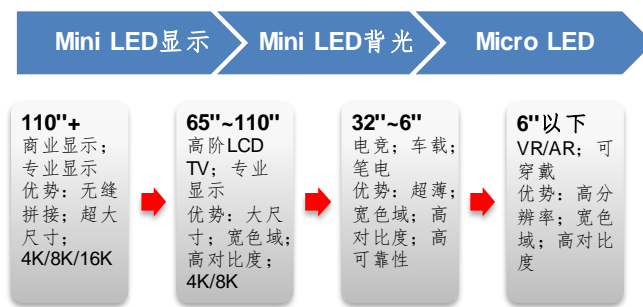 Mini LED显示
Mini LED背光
Micro LED
110"+
商业显示；
专业显示
优势：无缝
拼接；超大
尺寸；
4K/8K/16K
65"~110"
高阶LCD
TV；专业
显示
优势：大尺
寸；宽色域；
高对比度；
4K/8K
32"~6"
电竞；车载；
笔电
优势：超薄；
宽色域；高
对比度；高
可靠性
6"以下
VR/AR；可
穿戴
优势：高分
辨率；宽色
域；高对比
度